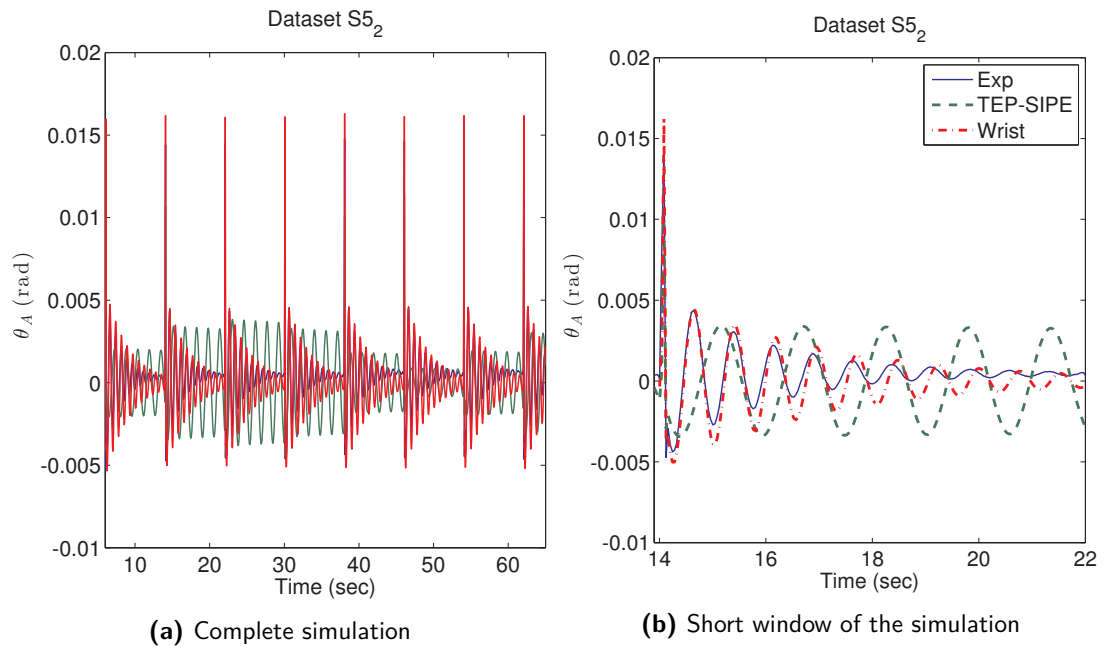 Dataset S5₂
0.02
0.015
0.01
0.005
0
-0.005
-0.01
θ_A (rad)
10 20 30 40 50 60
Time (sec)
(a) Complete simulation
Dataset S5₂
Exp
TEP-SIPE
Wrist
0.02
0.015
0.01
0.005
0
-0.005
-0.01
θ_A (rad)
14 16 18 20 22
Time (sec)
(b) Short window of the simulation